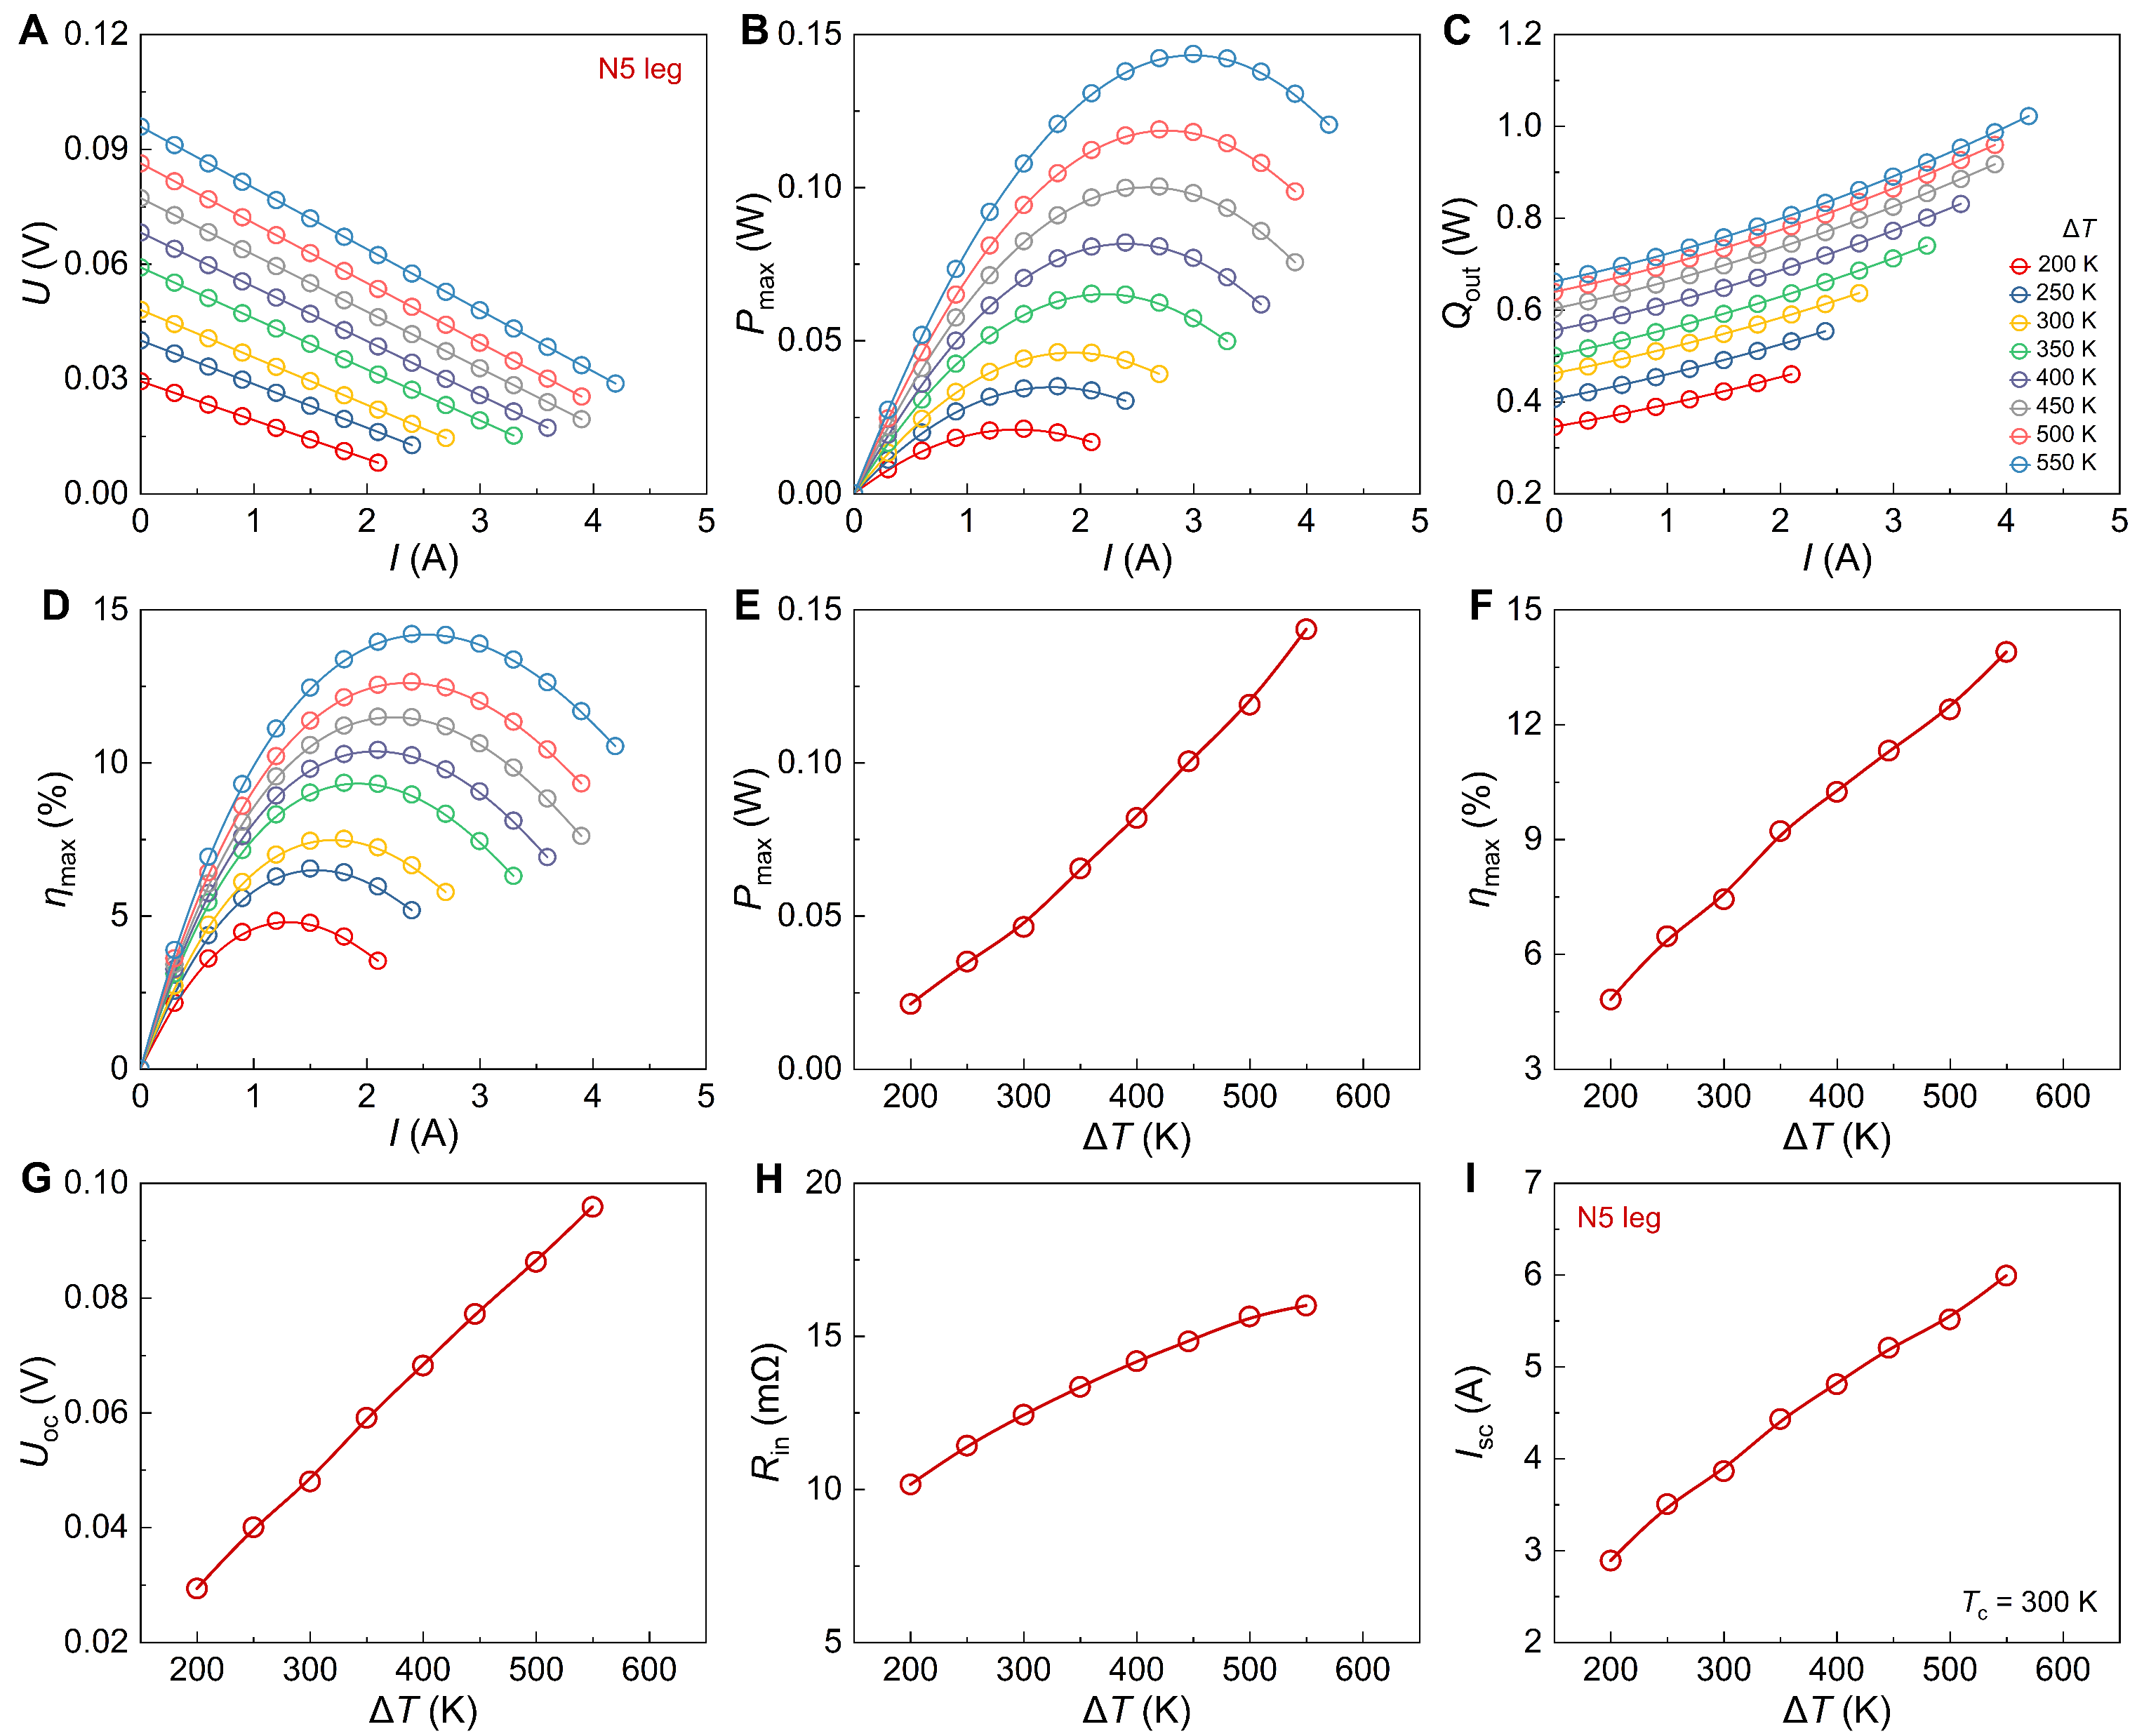 A
0.12
0.09
0.06
0.03
0.00
U (V)
N5 leg
0 1 2 3 4 5
I (A)
B
0.15
0.10
0.05
0.00
Pmax (W)
0 1 2 3 4 5
I (A)
C
1.2
1.0
0.8
0.6
0.4
0.2
Qout (W)
ΔT
200 K
250 K
300 K
350 K
400 K
450 K
500 K
550 K
0 1 2 3 4 5
I (A)
D
15
10
5
0
ηmax (%)
0 1 2 3 4 5
I (A)
E
0.15
0.10
0.05
0.00
Pmax (W)
200 300 400 500 600
ΔT (K)
F
15
12
9
6
3
ηmax (%)
200 300 400 500 600
ΔT (K)
G
0.10
0.08
0.06
0.04
0.02
Uoc (V)
200 300 400 500 600
ΔT (K)
H
20
15
10
5
Rin (mΩ)
200 300 400 500 600
ΔT (K)
I
7
6
5
4
3
2
Isc (A)
N5 leg
Tc = 300 K
200 300 400 500 600
ΔT (K)